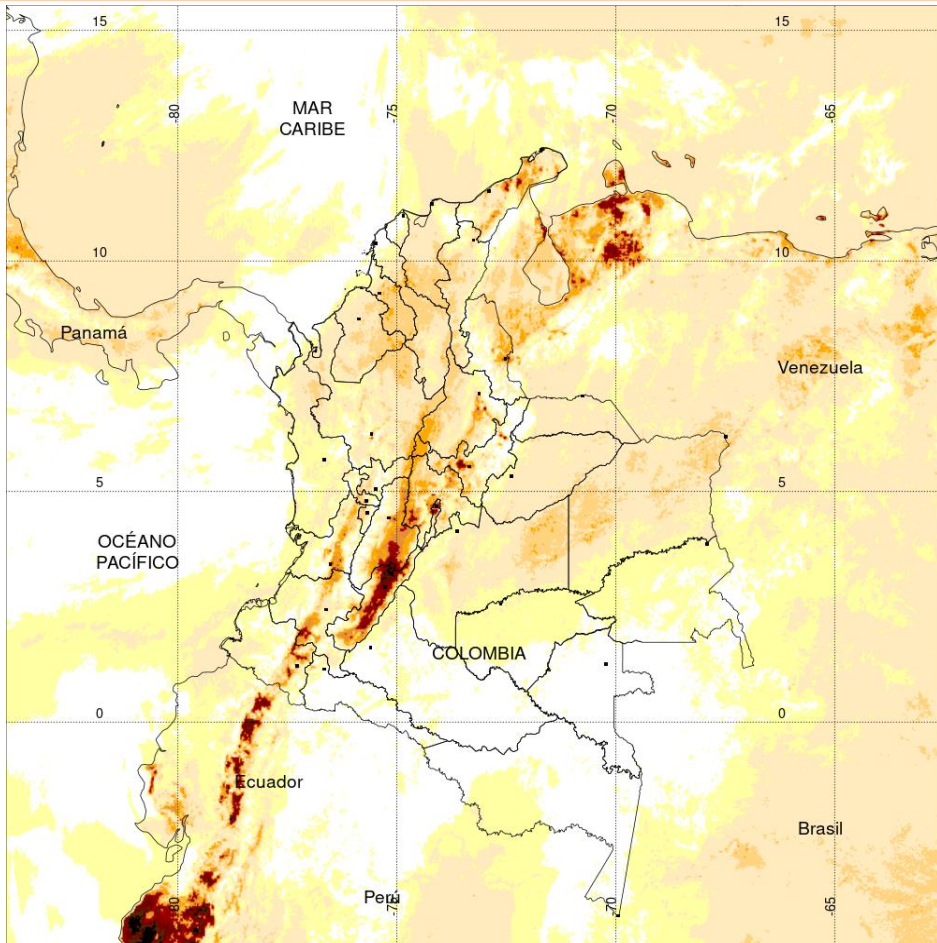 15
15
-80
-75
-70
-65
MAR
CARIBE
10
10
Panamá
Venezuela
5
5
OCÉANO
PACÍFICO
COLOMBIA
0
0
Ecuador
Brasil
Perú
-80
-75
-70
-65